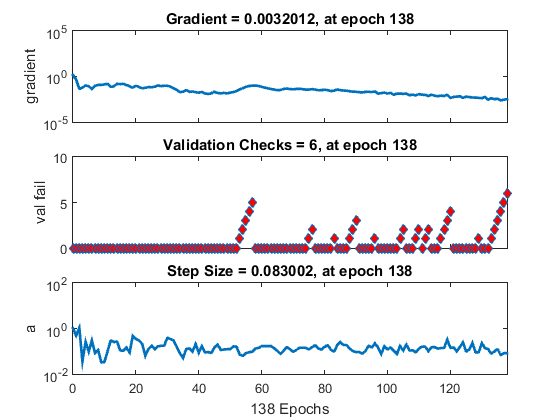 Gradient = 0.0032012, at epoch 138
10^5
10^0
10^-5
gradient
Validation Checks = 6, at epoch 138
10
5
0
val fail
Step Size = 0.083002, at epoch 138
10^2
10^0
10^-2
a
0 20 40 60 80 100 120
138 Epochs